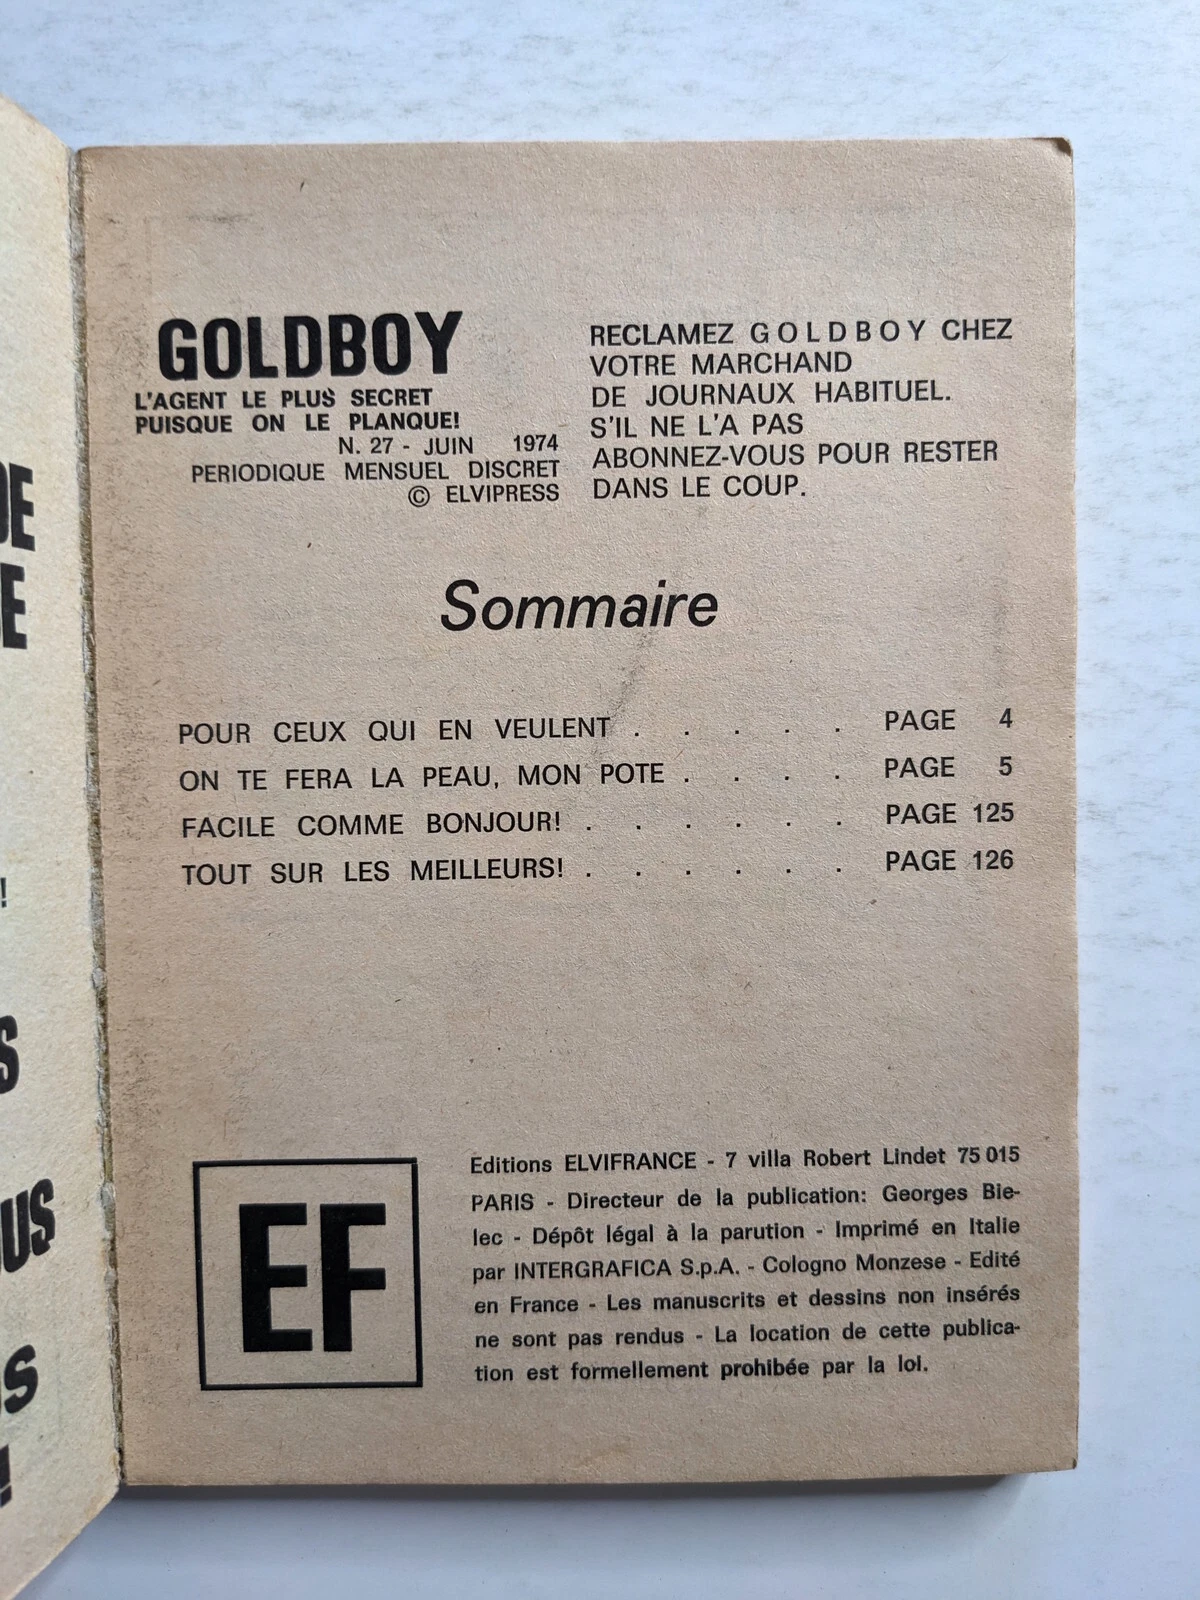 GOLDBOY
L'AGENT LE PLUS SECRET
PUISQUE ON LE PLANQUE!
N. 27 - JUIN 1974
PERIODIQUE MENSUEL DISCRET
© ELVIPRESS
RECLAMEZ GOLDBOY CHEZ
VOTRE MARCHAND
DE JOURNAUX HABITUEL.
S'IL NE L'A PAS
ABONNEZ-VOUS POUR RESTER
DANS LE COUP.
Sommaire
POUR CEUX QUI EN VEULENT . . . . . PAGE 4
ON TE FERA LA PEAU, MON POTE . . . . PAGE 5
FACILE COMME BONJOUR! . . . . . . PAGE 125
TOUT SUR LES MEILLEURS! . . . . . . PAGE 126
EF
Editions ELVIFRANCE - 7 villa Robert Lindet 75 015
PARIS - Directeur de la publication: Georges Bie-
lec - Dépôt légal à la parution - Imprimé en Italie
par INTERGRAFICA S.p.A. - Cologno Monzese - Edité
en France - Les manuscrits et dessins non insérés
ne sont pas rendus - La location de cette publica-
tion est formellement prohibée par la loi.